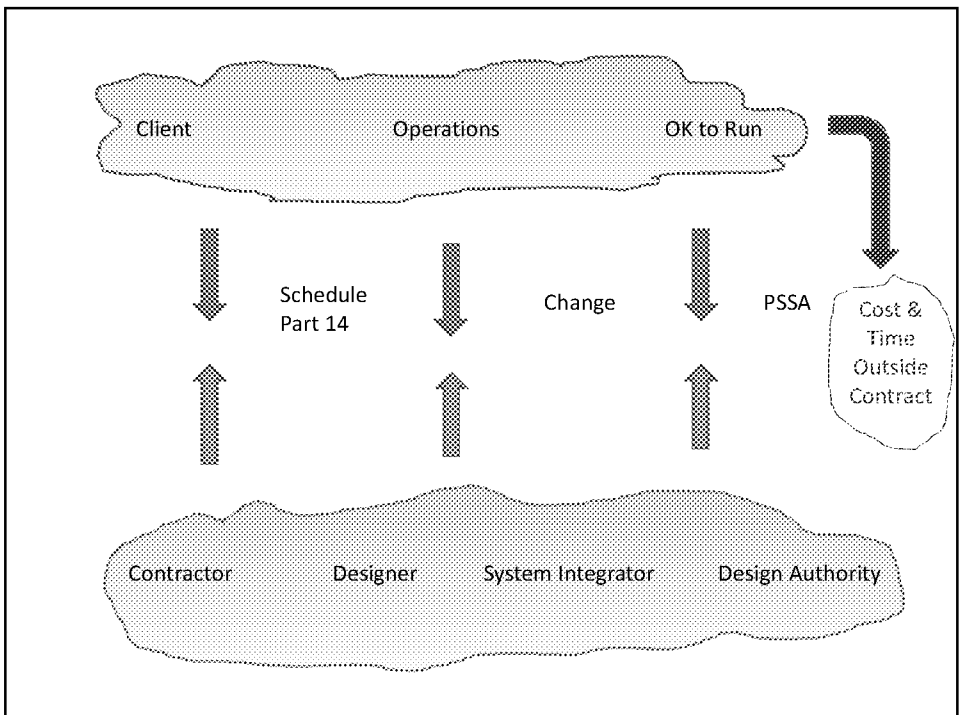 Client
Operations
OK to Run
Schedule
Part 14
Change
PSSA
Cost &
Time
Outside
Contract
Contractor
Designer
System Integrator
Design Authority